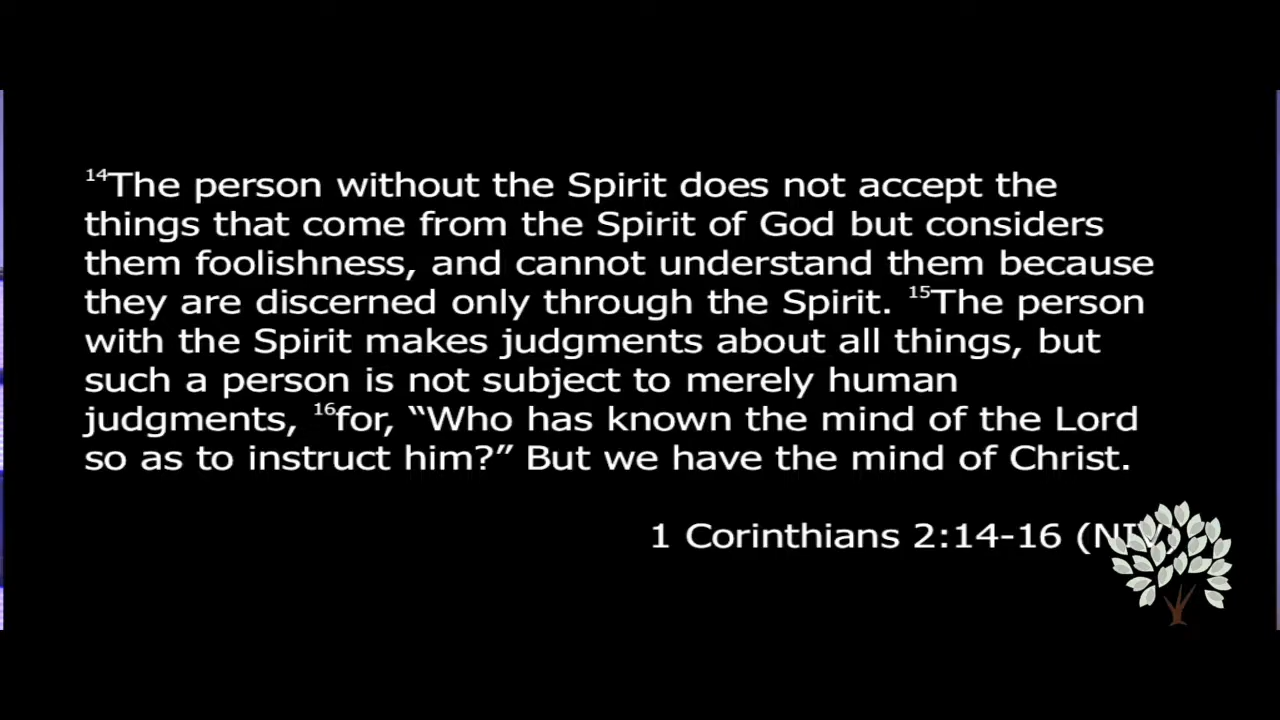 ¹⁴The person without the Spirit does not accept the
things that come from the Spirit of God but considers
them foolishness, and cannot understand them because
they are discerned only through the Spirit. ¹⁵The person
with the Spirit makes judgments about all things, but
such a person is not subject to merely human
judgments, ¹⁶for, “Who has known the mind of the Lord
so as to instruct him?” But we have the mind of Christ.
1 Corinthians 2:14-16 (NIV)